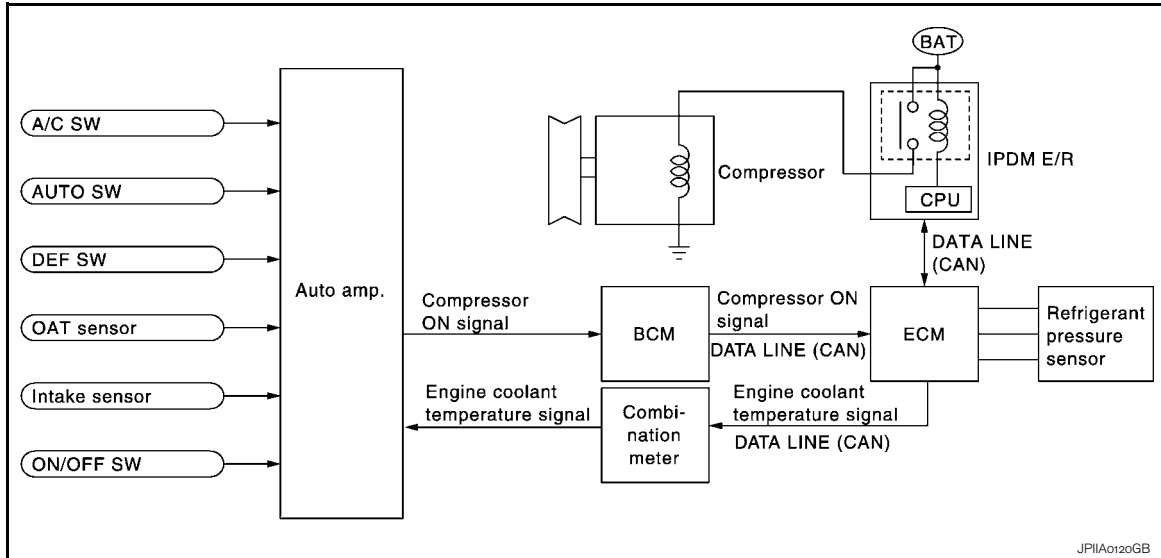 BAT
A/C SW
AUTO SW
DEF SW
OAT sensor
Intake sensor
ON/OFF SW
Auto amp.
Compressor
IPDM E/R
CPU
DATA LINE
(CAN)
Compressor
ON signal
BCM
Compressor ON
signal
DATA LINE (CAN)
ECM
Refrigerant
pressure
sensor
Engine coolant
temperature signal
Combi-
nation
meter
Engine coolant
temperature signal
DATA LINE (CAN)
JPIIA0120GB